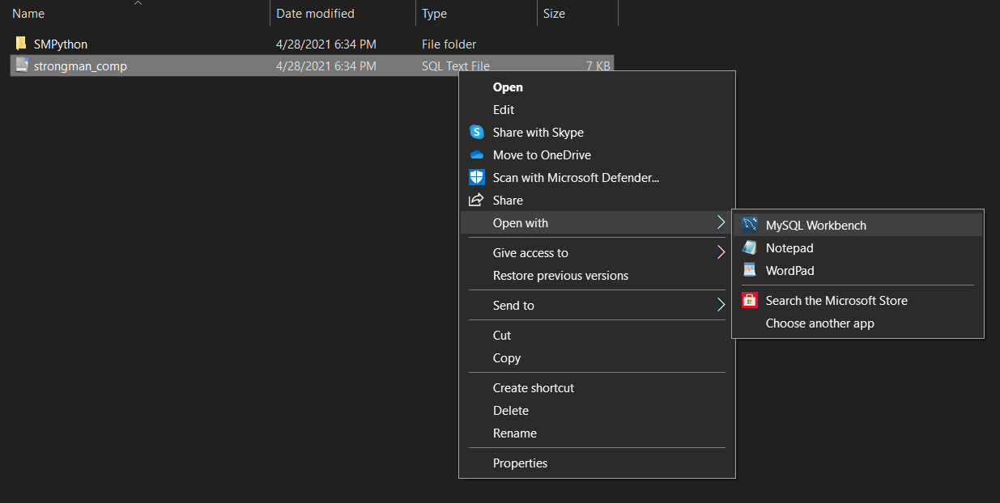 Name Date modified Type Size
SMPython 4/28/2021 6:34 PM File folder
strongman_comp 4/28/2021 6:34 PM SQL Text File 7 KB
Open
Edit
S Share with Skype
Move to OneDrive
Scan with Microsoft Defender...
Share
Open with
Give access to
Restore previous versions
Send to
Cut
Copy
Create shortcut
Delete
Rename
Properties
MySQL Workbench
Notepad
WordPad
Search the Microsoft Store
Choose another app